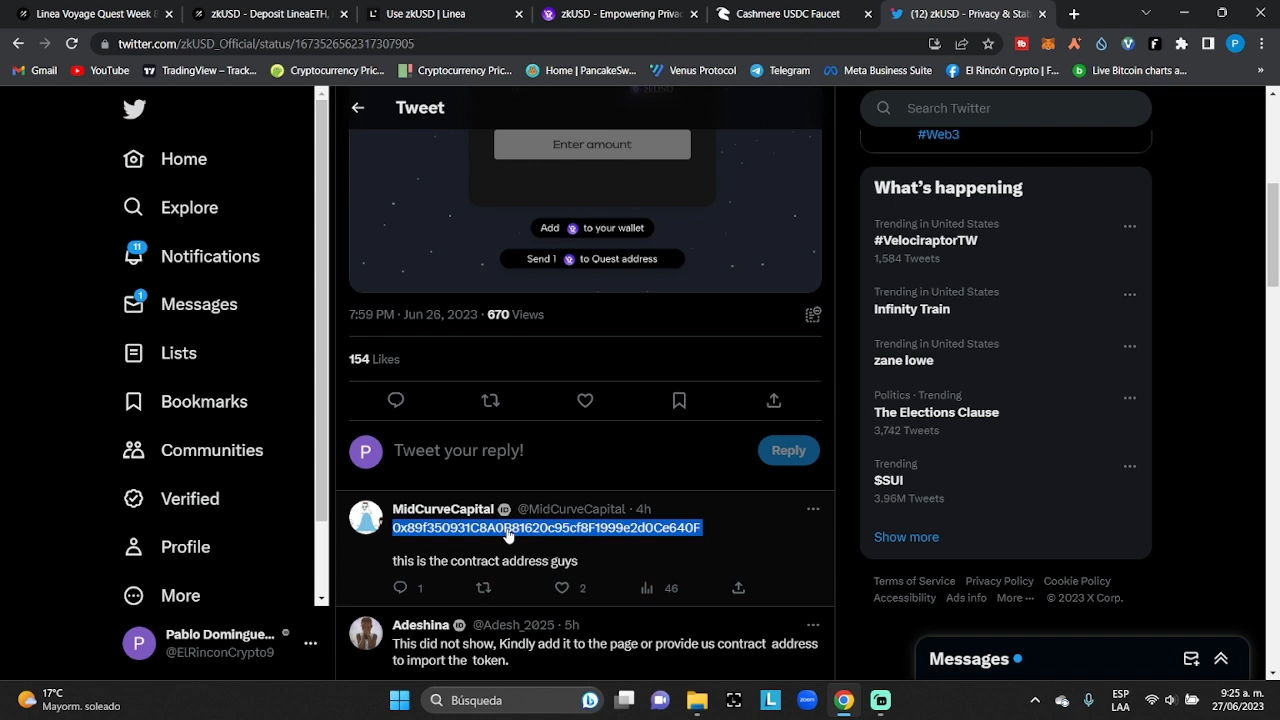 Linea Voyage Quest Week 8
zkUSD - Deposit LineaETH,
Use zkUSD | Linea
zkUSD - Empowering Privac
Cashmere USDC Faucet
(12) zkUSD - Privacy & Stab
twitter.com/zkUSD_Official/status/1673526562317307905
Gmail
YouTube
TradingView – Track...
Cryptocurrency Pric...
Cryptocurrency Pric...
Home | PancakeSw...
Venus Protocol
Telegram
Meta Business Suite
El Rincón Crypto | F...
Live Bitcoin charts a...
»
Home
Explore
11
Notifications
1
Messages
Lists
Bookmarks
Communities
Verified
Profile
More
Pablo Domingue...
@ElRinconCrypto9
Tweet
zkUSD
Enter amount
Add to your wallet
Send 1 to Quest address
7:59 PM · Jun 26, 2023 · 670 Views
154 Likes
P
Tweet your reply!
Reply
MidCurveCapital @MidCurveCapital · 4h
this is the contract address guys
1
2
46
Adeshina @Adesh_2025 · 5h
This did not show, Kindly add it to the page or provide us contract address
to import the token.
Search Twitter
#Web3
What's happening
Trending in United States
#VelociraptorTW
1,584 Tweets
Trending in United States
Infinity Train
Trending in United States
zane lowe
Politics · Trending
The Elections Clause
3,742 Tweets
Trending
$SUI
3.96M Tweets
Show more
Terms of Service Privacy Policy Cookie Policy
Accessibility Ads info More ··· © 2023 X Corp.
Messages
17°C
Mayorm. soleado
Búsqueda
ESP
LAA
9:25 a. m.
27/06/2023